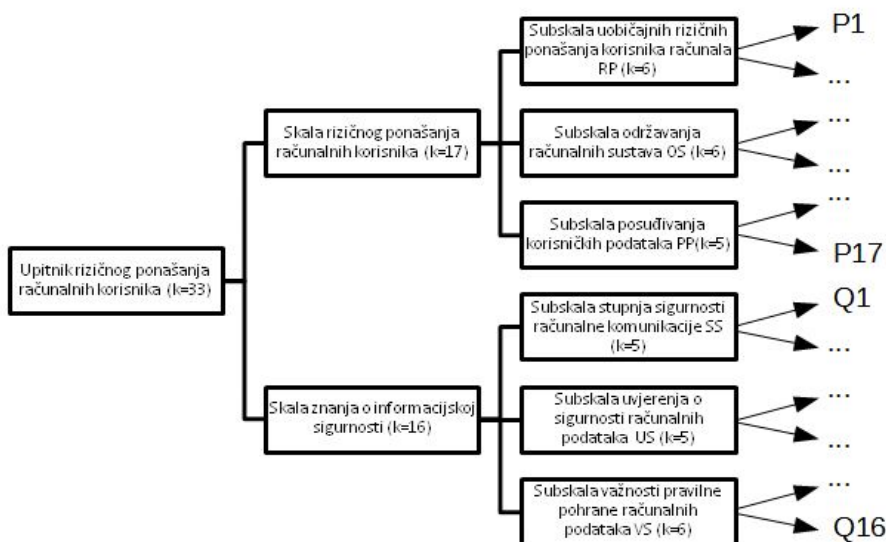 Upitnik rizičnog ponašanja
računalnih korisnika (k=33)
Skala rizičnog ponašanja
računalnih korisnika (k=17)
Subskala uobičajnih rizičnih
ponašanja korisnika računala
RP (k=6)
P1
...
Subskala održavanja
računalnih sustava OS (k=6)
...
...
Subskala posuđivanja
korisničkih podataka PP(k=5)
...
P17
Skala znanja o informacijskoj
sigurnosti (k=16)
Subskala stupnja sigurnosti
računalne komunikacije SS
(k=5)
Q1
...
Subskala uvjerenja o
sigurnosti računalnih
podataka US (k=5)
...
...
Subskala važnosti pravilne
pohrane računalnih
podataka VS (k=6)
...
Q16